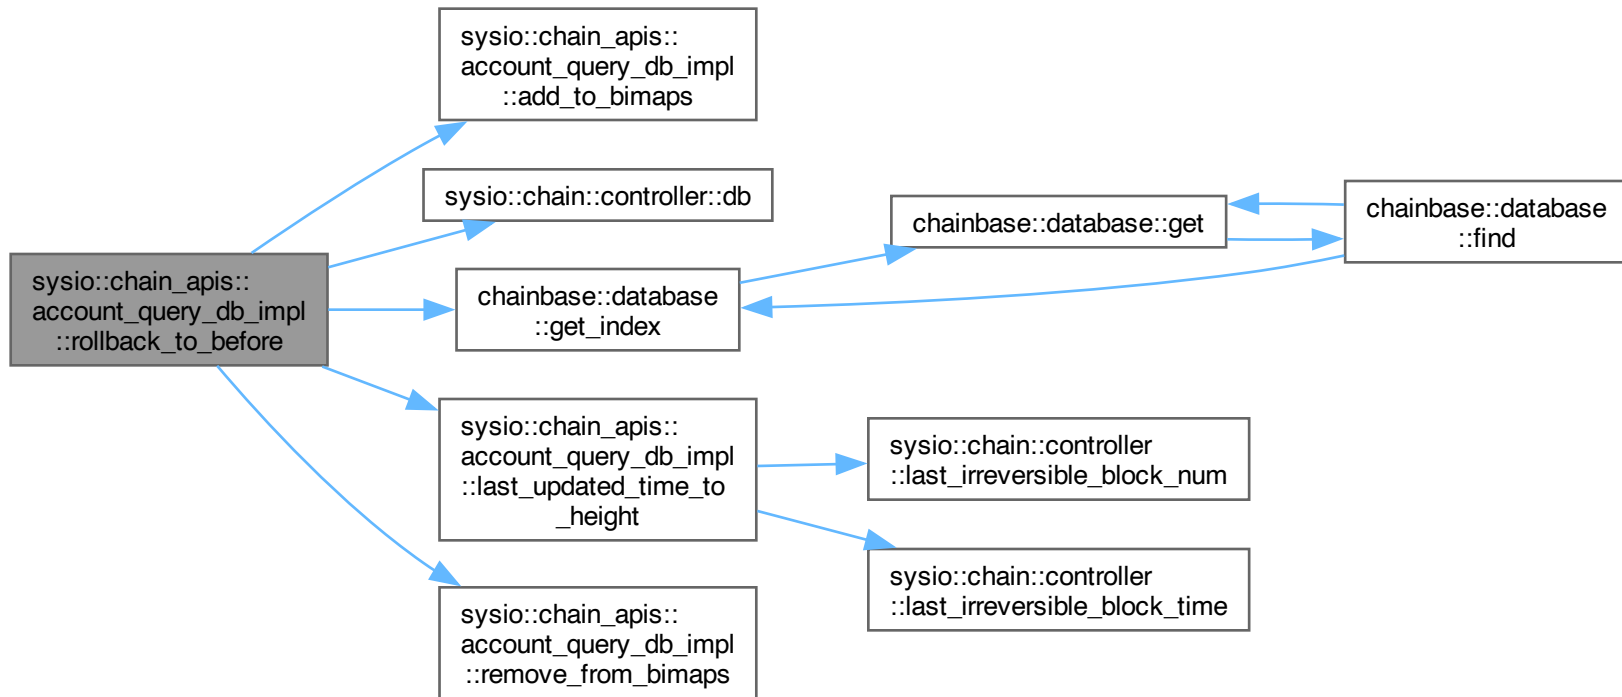 sysio::chain_apis::
account_query_db_impl
::rollback_to_before
sysio::chain_apis::
account_query_db_impl
::add_to_bimaps
sysio::chain::controller::db
chainbase::database
::get_index
sysio::chain_apis::
account_query_db_impl
::last_updated_time_to
_height
sysio::chain_apis::
account_query_db_impl
::remove_from_bimaps
chainbase::database::get
chainbase::database
::find
sysio::chain::controller
::last_irreversible_block_num
sysio::chain::controller
::last_irreversible_block_time